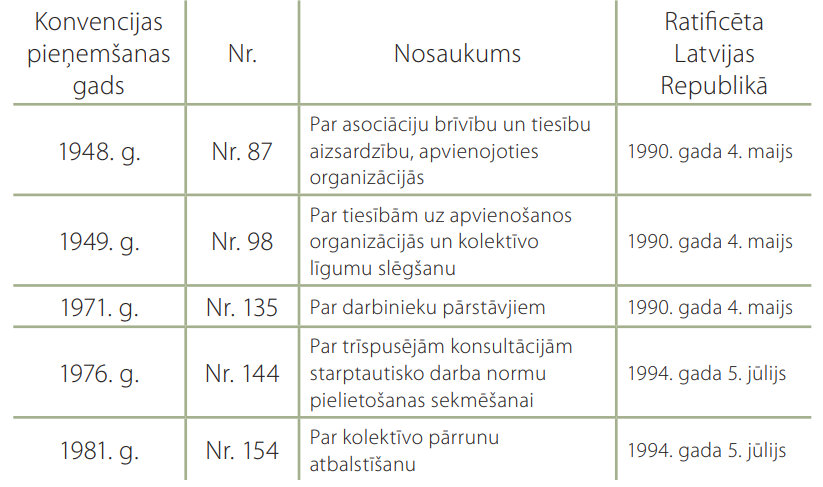 Konvencijas
pieņemšanas
gads
Nr.
Nosaukums
Ratificēta
Latvijas
Republikā
1948. g.
Nr. 87
Par asociāciju brīvību un tiesību
aizsardzību, apvienojoties
organizācijās
1990. gada 4. maijs
1949. g.
Nr. 98
Par tiesībām uz apvienošanos
organizācijās un kolektīvo
līgumu slēgšanu
1990. gada 4. maijs
1971. g.
Nr. 135
Par darbinieku pārstāvjiem
1990. gada 4. maijs
1976. g.
Nr. 144
Par trīspusējām konsultācijām
starptautisko darba normu
pielietošanas sekmēšanai
1994. gada 5. jūlijs
1981. g.
Nr. 154
Par kolektīvo pārrunu
atbalstīšanu
1994. gada 5. jūlijs